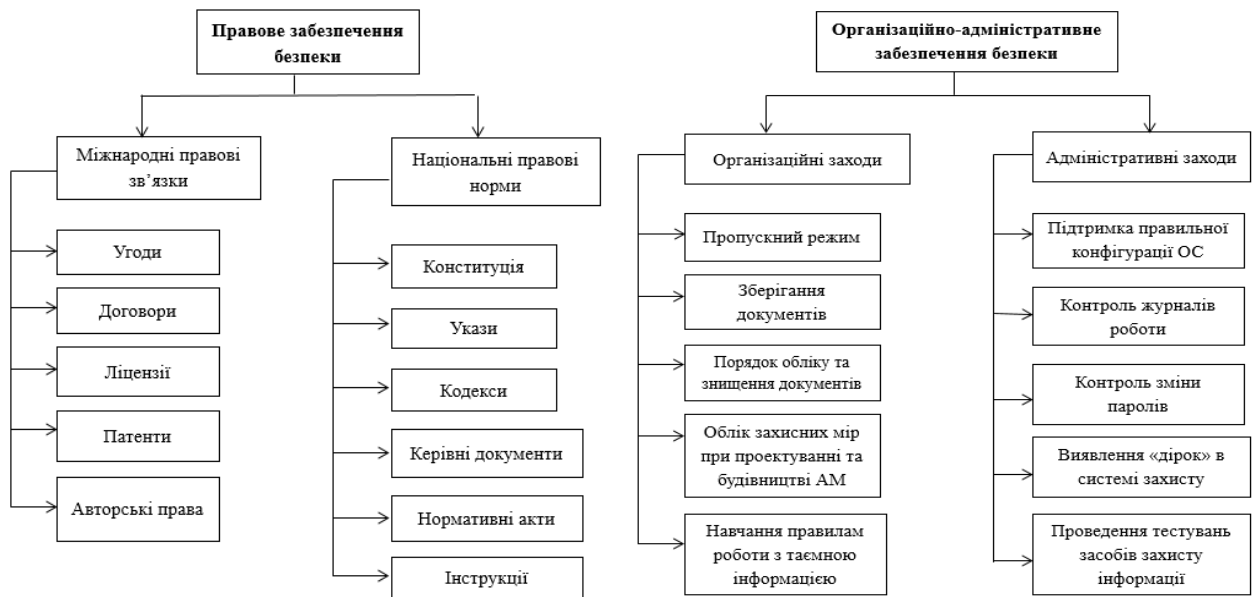 Правове забезпечення
безпеки
Міжнародні правові
зв’язки
Угоди
Договори
Ліцензії
Патенти
Авторські права
Національні правові
норми
Конституція
Укази
Кодекси
Керівні документи
Нормативні акти
Інструкції
Організаційно-адміністративне
забезпечення безпеки
Організаційні заходи
Пропускний режим
Зберігання
документів
Порядок обліку та
знищення документів
Облік захисних мір
при проектуванні та
будівництві АМ
Навчання правилам
роботи з таємною
інформацією
Адміністративні заходи
Підтримка правильної
конфігурації ОС
Контроль журналів
роботи
Контроль зміни
паролів
Виявлення «дірок» в
системі захисту
Проведення тестувань
засобів захисту
інформації